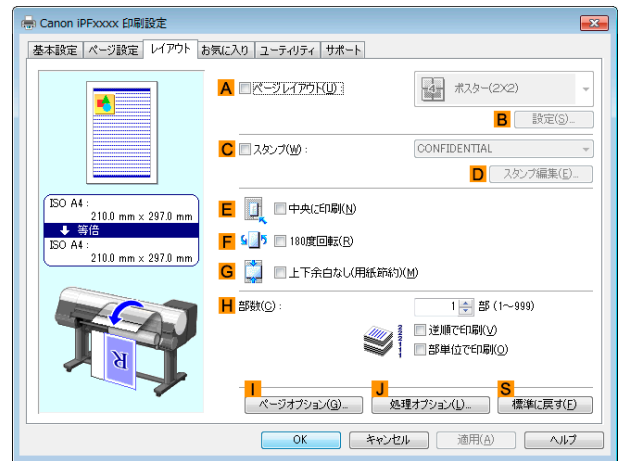 Canon iPFxxxx 印刷設定
基本設定 ページ設定 レイアウト お気に入り ユーティリティ サポート
A ページレイアウト(U) : 4 ポスター(2X2)
B 設定(S)...
C スタンプ(W) : CONFIDENTIAL
D スタンプ編集(E)...
ISO A4 :
210.0 mm x 297.0 mm
等倍
ISO A4 :
210.0 mm x 297.0 mm
E 中央に印刷(N)
F 180度回転(R)
G 上下余白なし(用紙節約)(M)
H 部数(C) : 1 部 (1～999)
逆順で印刷(V)
部単位で印刷(O)
2
2
2
1
1
1
R
I ページオプション(G)... J 処理オプション(L)... S 標準に戻す(F)
OK キャンセル 適用(A) ヘルプ